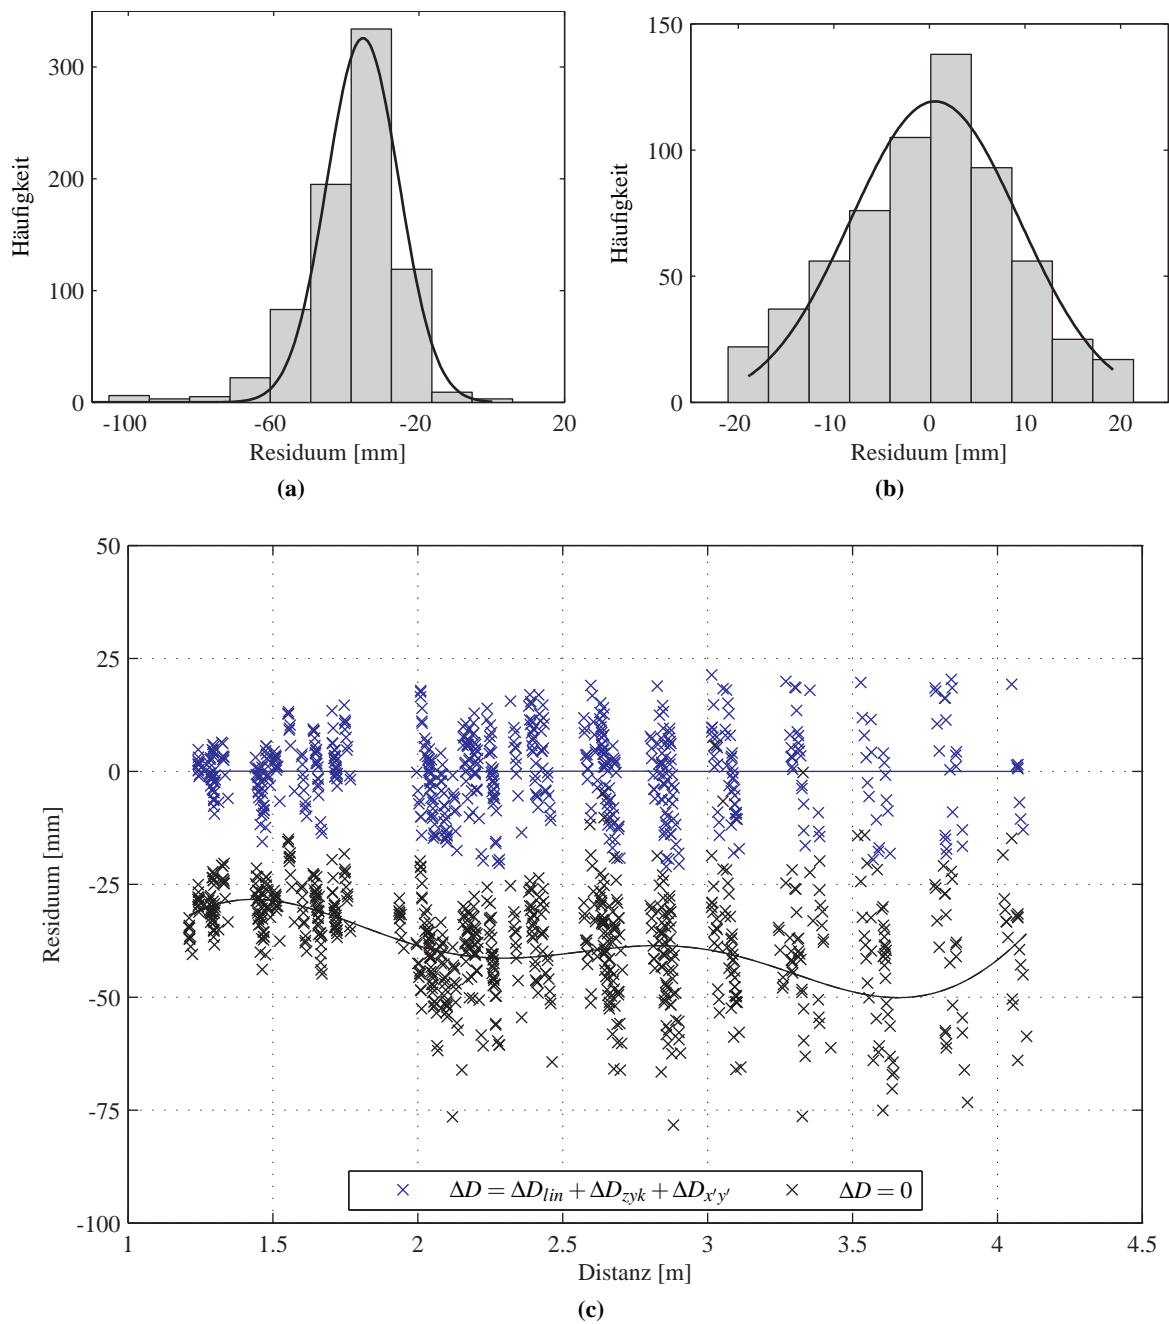 300
200
100
0
-100
-60
-20
20
Häufigkeit
Residuum [mm]
(a)
150
100
50
0
-20
-10
0
10
20
Häufigkeit
Residuum [mm]
(b)
50
25
0
-25
-50
-75
-100
1
1.5
2
2.5
3
3.5
4
4.5
Residuum [mm]
Distanz [m]
ΔD = ΔD_lin + ΔD_zyk + ΔD_x′y′
ΔD = 0
(c)